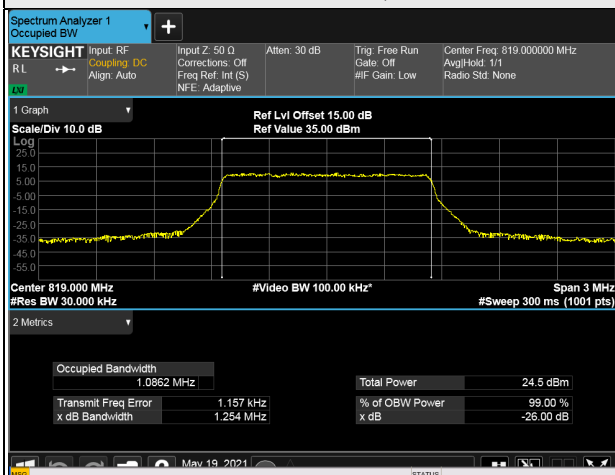 Spectrum Analyzer 1
Occupied BW
KEYSIGHT
RL
LXI
Input: RF
Coupling: DC
Align: Auto
Input Z: 50 Ω
Corrections: Off
Freq Ref: Int (S)
NFE: Adaptive
Atten: 30 dB
Trig: Free Run
Gate: Off
#IF Gain: Low
Center Freq: 819.000000 MHz
Avg|Hold: 1/1
Radio Std: None
1 Graph
Scale/Div 10.0 dB
Ref Lvl Offset 15.00 dB
Ref Value 35.00 dBm
Log
25.0
15.0
5.00
-5.00
-15.0
-25.0
-35.0
-45.0
-55.0
Center 819.000 MHz
#Res BW 30.000 kHz
#Video BW 100.00 kHz*
Span 3 MHz
#Sweep 300 ms (1001 pts)
2 Metrics
Occupied Bandwidth
1.0862 MHz
Total Power 24.5 dBm
Transmit Freq Error 1.157 kHz
% of OBW Power 99.00 %
x dB Bandwidth 1.254 MHz
x dB -26.00 dB
May 19, 2021
MSG
STATUS